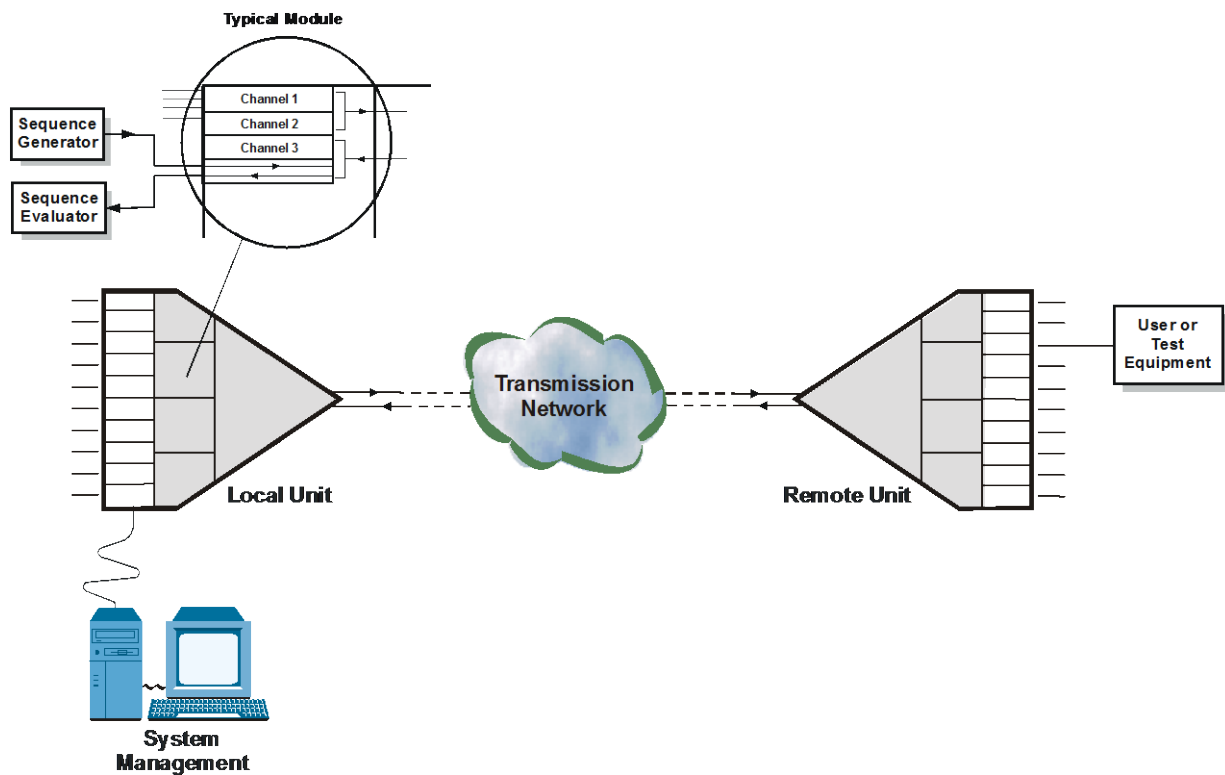 Typical Module
Channel 1
Channel 2
Channel 3
Sequence
Generator
Sequence
Evaluator
Transmission
Network
User or
Test
Equipment
Local Unit
Remote Unit
System
Management